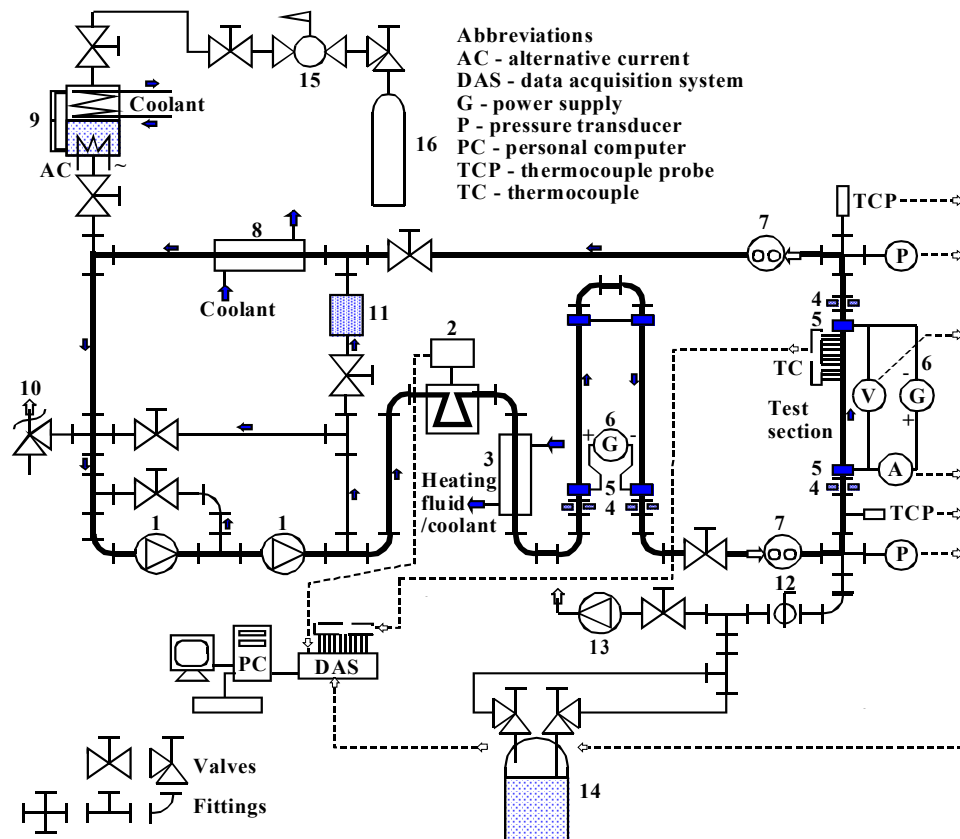 Abbreviations
AC - alternative current
DAS - data acquisition system
G - power supply
P - pressure transducer
PC - personal computer
TCP - thermocouple probe
TC - thermocouple
15
16
9
Coolant
AC ~
8
Coolant
11
7
TCP
P
4
5
TC
V
6
-
G
+
A
Test
section
5
4
TCP
7
P
12
10
2
3
Heating
fluid
/coolant
6
+ G -
5
4
1
1
13
PC
DAS
14
Valves
Fittings